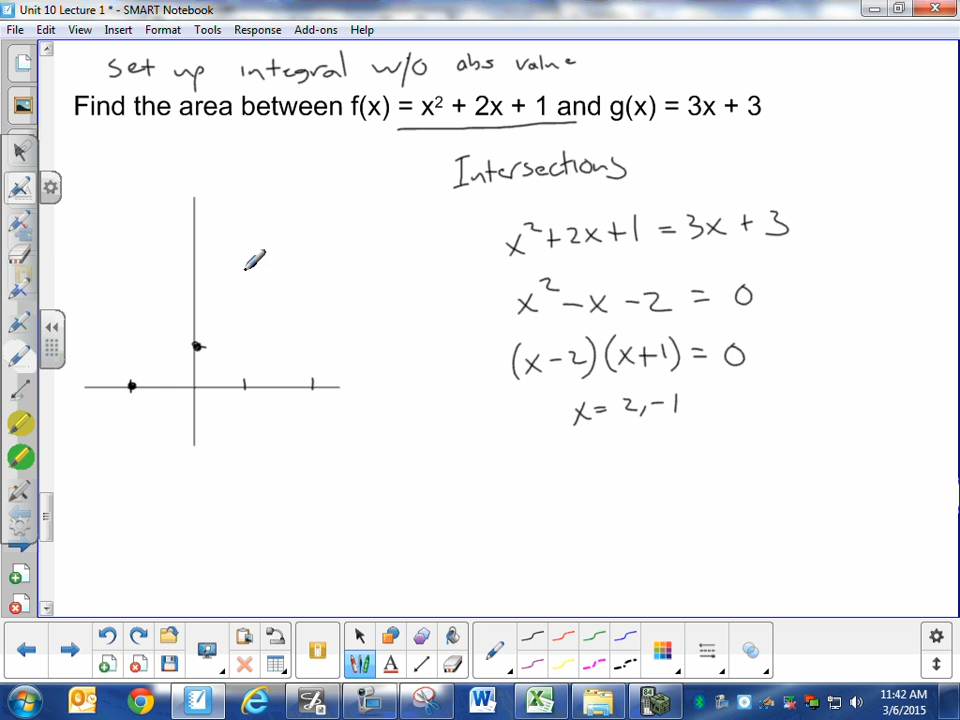 Unit 10 Lecture 1 * - SMART Notebook
File Edit View Insert Format Tools Response Add-ons Help
Set up integral w/o abs value
Find the area between f(x) = x² + 2x + 1 and g(x) = 3x + 3
Intersections
x²+2x+1 = 3x + 3
x² - x - 2 = 0
(x-2)(x+1) = 0
x = 2, -1
A
W
84
11:42 AM
3/6/2015